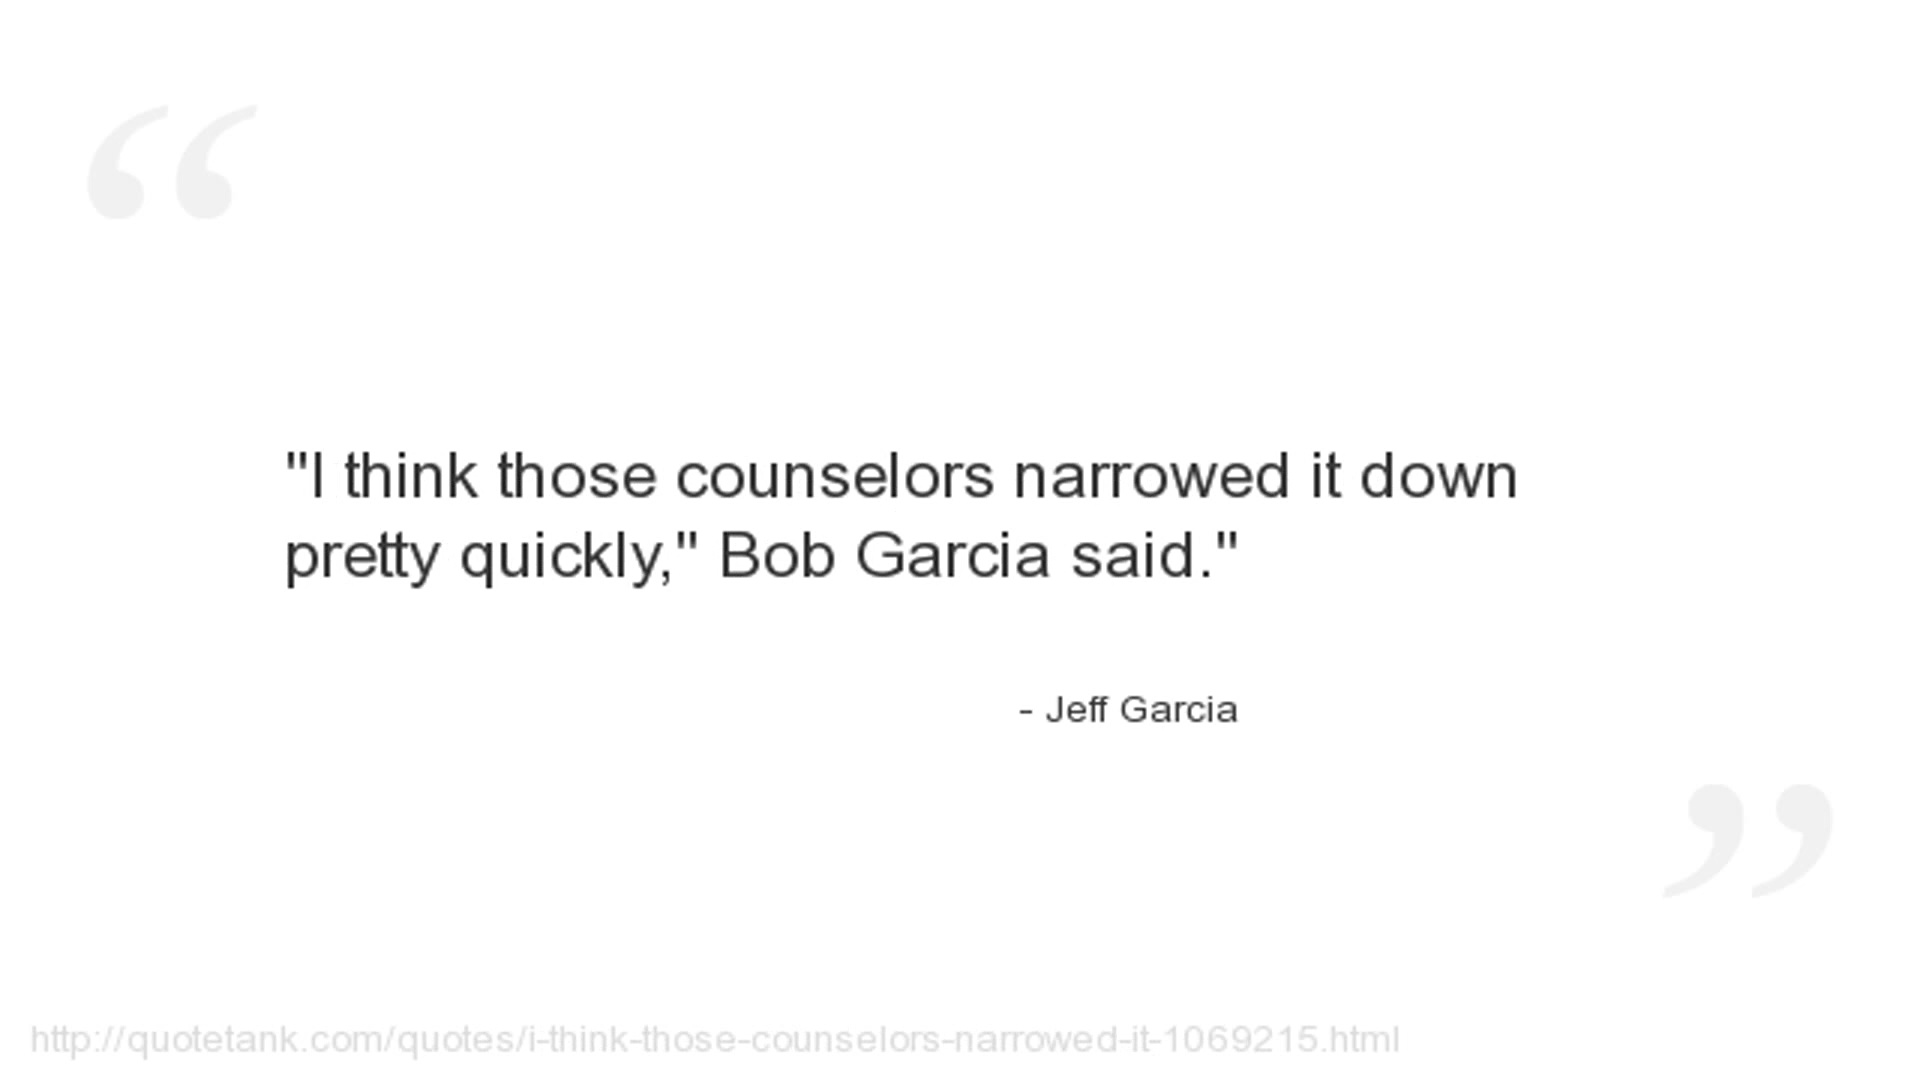 "I think those counselors narrowed it down
pretty quickly," Bob Garcia said."
- Jeff Garcia
http://quotetank.com/quotes/i-think-those-counselors-narrowed-it-1069215.html